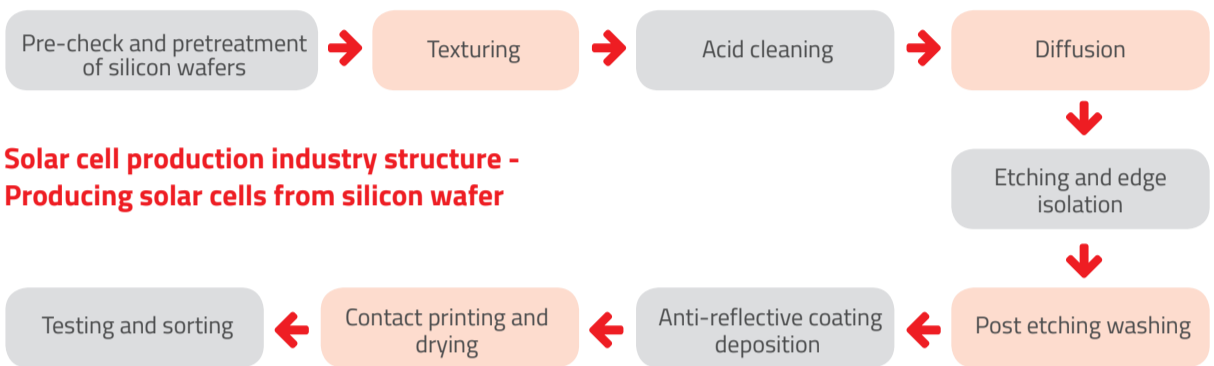 Pre-check and pretreatment
of silicon wafers
Texturing
Acid cleaning
Diffusion
Solar cell production industry structure -
Producing solar cells from silicon wafer
Etching and edge
isolation
Post etching washing
Anti-reflective coating
deposition
Contact printing and
drying
Testing and sorting